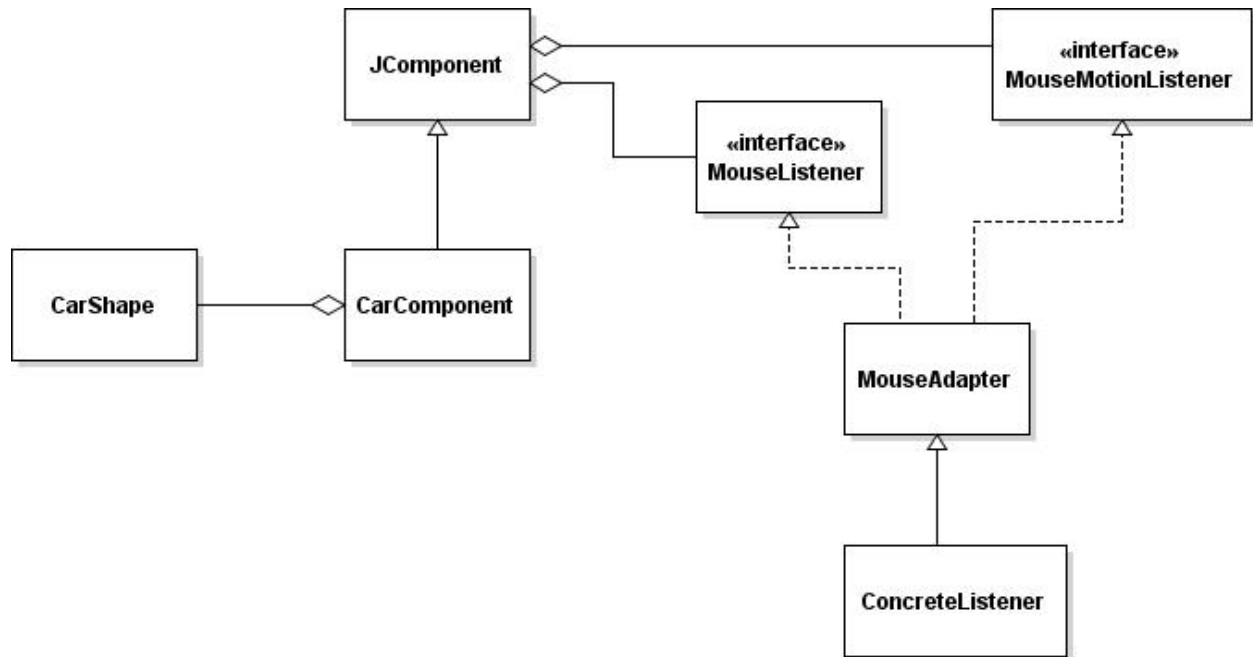 JComponent
«interface»
MouseMotionListener
«interface»
MouseListener
CarShape
CarComponent
MouseAdapter
ConcreteListener